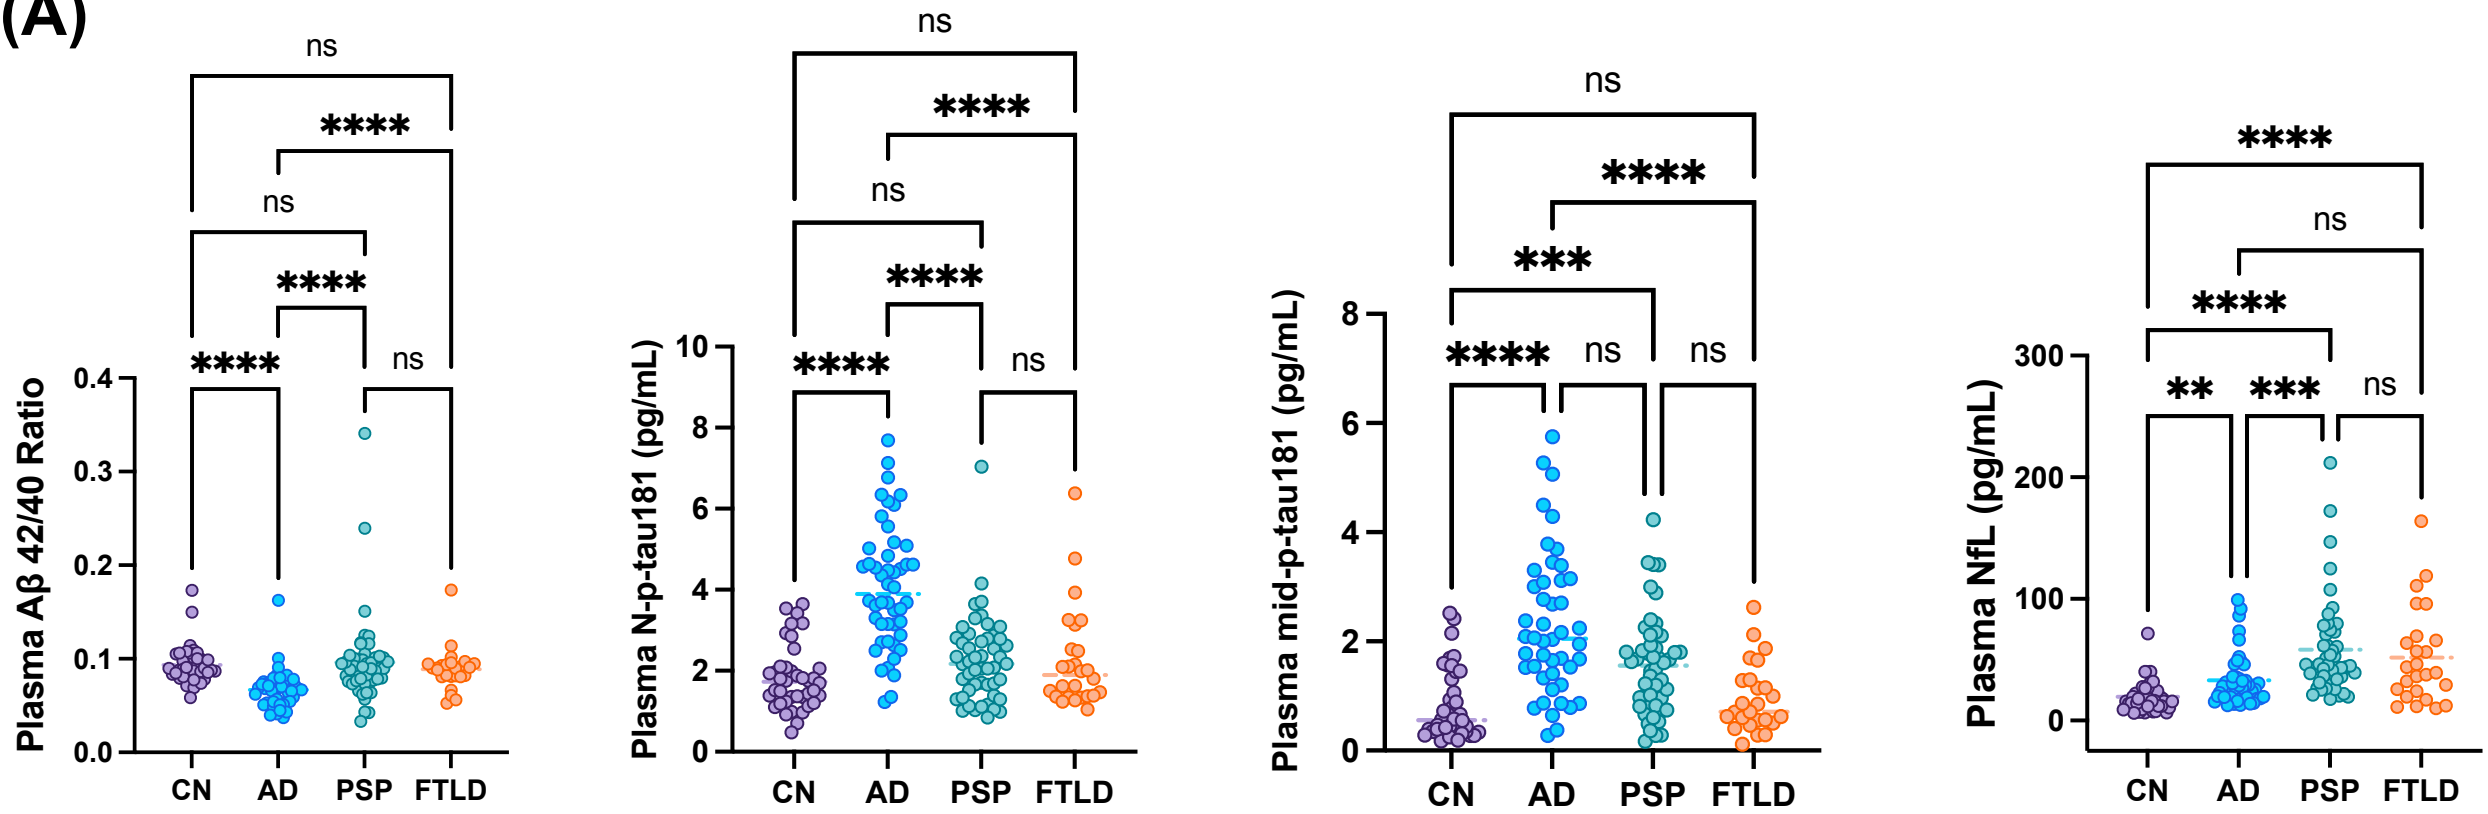 (A)
ns
****
ns
****
****
ns
Plasma Aβ 42/40 Ratio
0.4
0.3
0.2
0.1
0.0
CN AD PSP FTLD
ns
****
ns
****
****
ns
Plasma N-p-tau181 (pg/mL)
10
8
6
4
2
0
CN AD PSP FTLD
ns
****
***
****
ns
ns
Plasma mid-p-tau181 (pg/mL)
8
6
4
2
0
CN AD PSP FTLD
****
ns
****
**
***
ns
Plasma NfL (pg/mL)
300
200
100
0
CN AD PSP FTLD